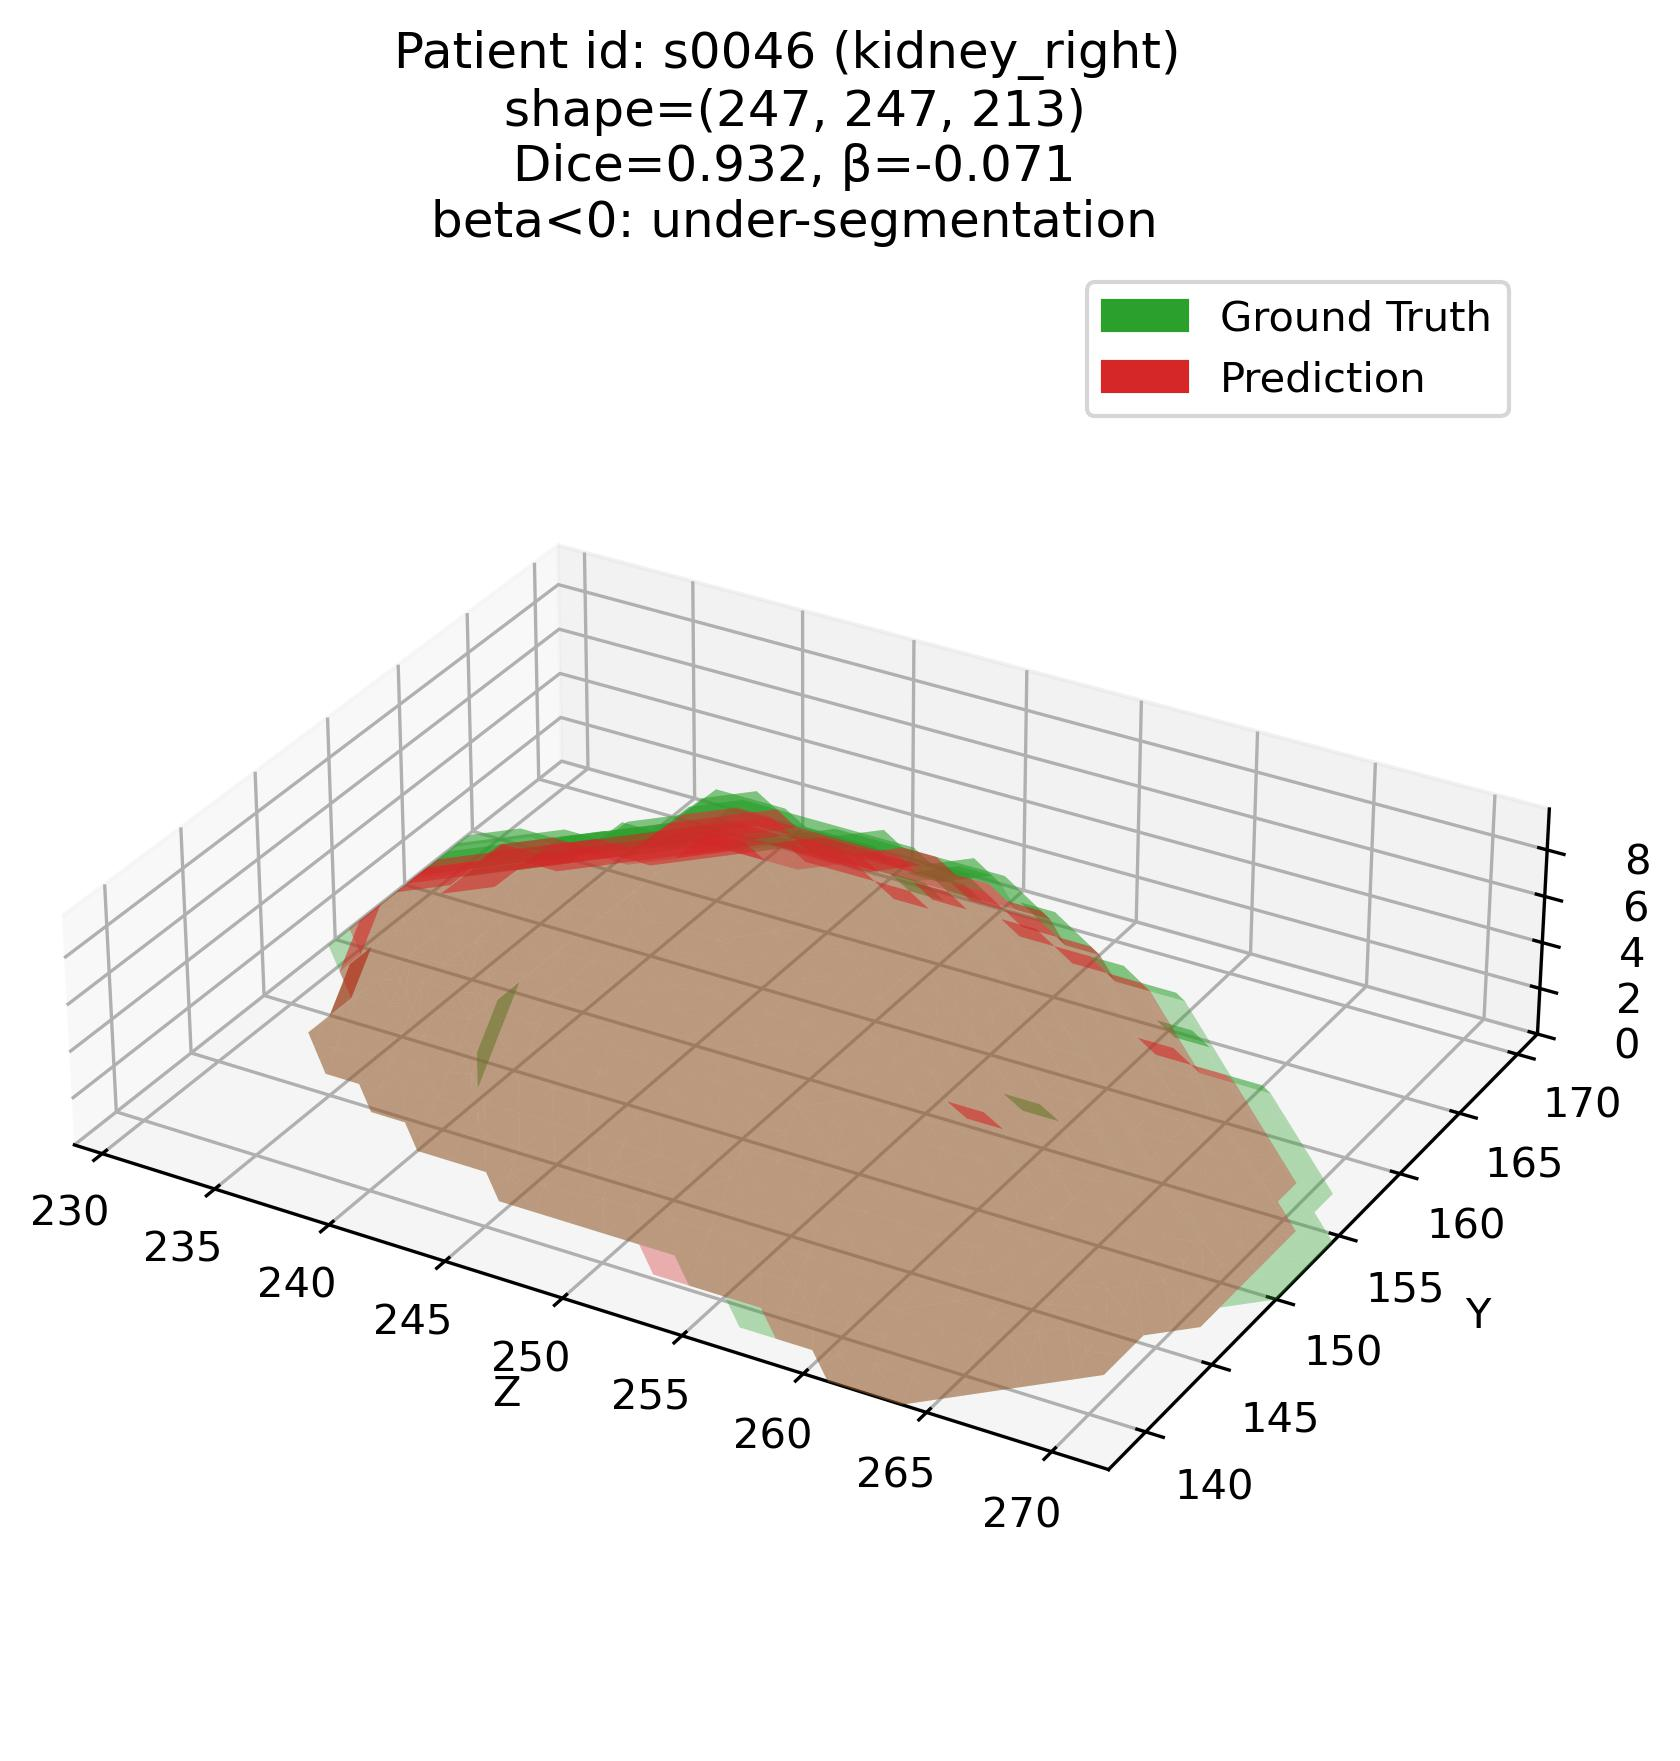 Patient id: s0046 (kidney_right)
shape=(247, 247, 213)
Dice=0.932, β=-0.071
beta<0: under-segmentation
Ground Truth
Prediction
8
6
4
2
0
170
165
160
155
150
145
140
Y
230
235
240
245
250
255
260
265
270
Z